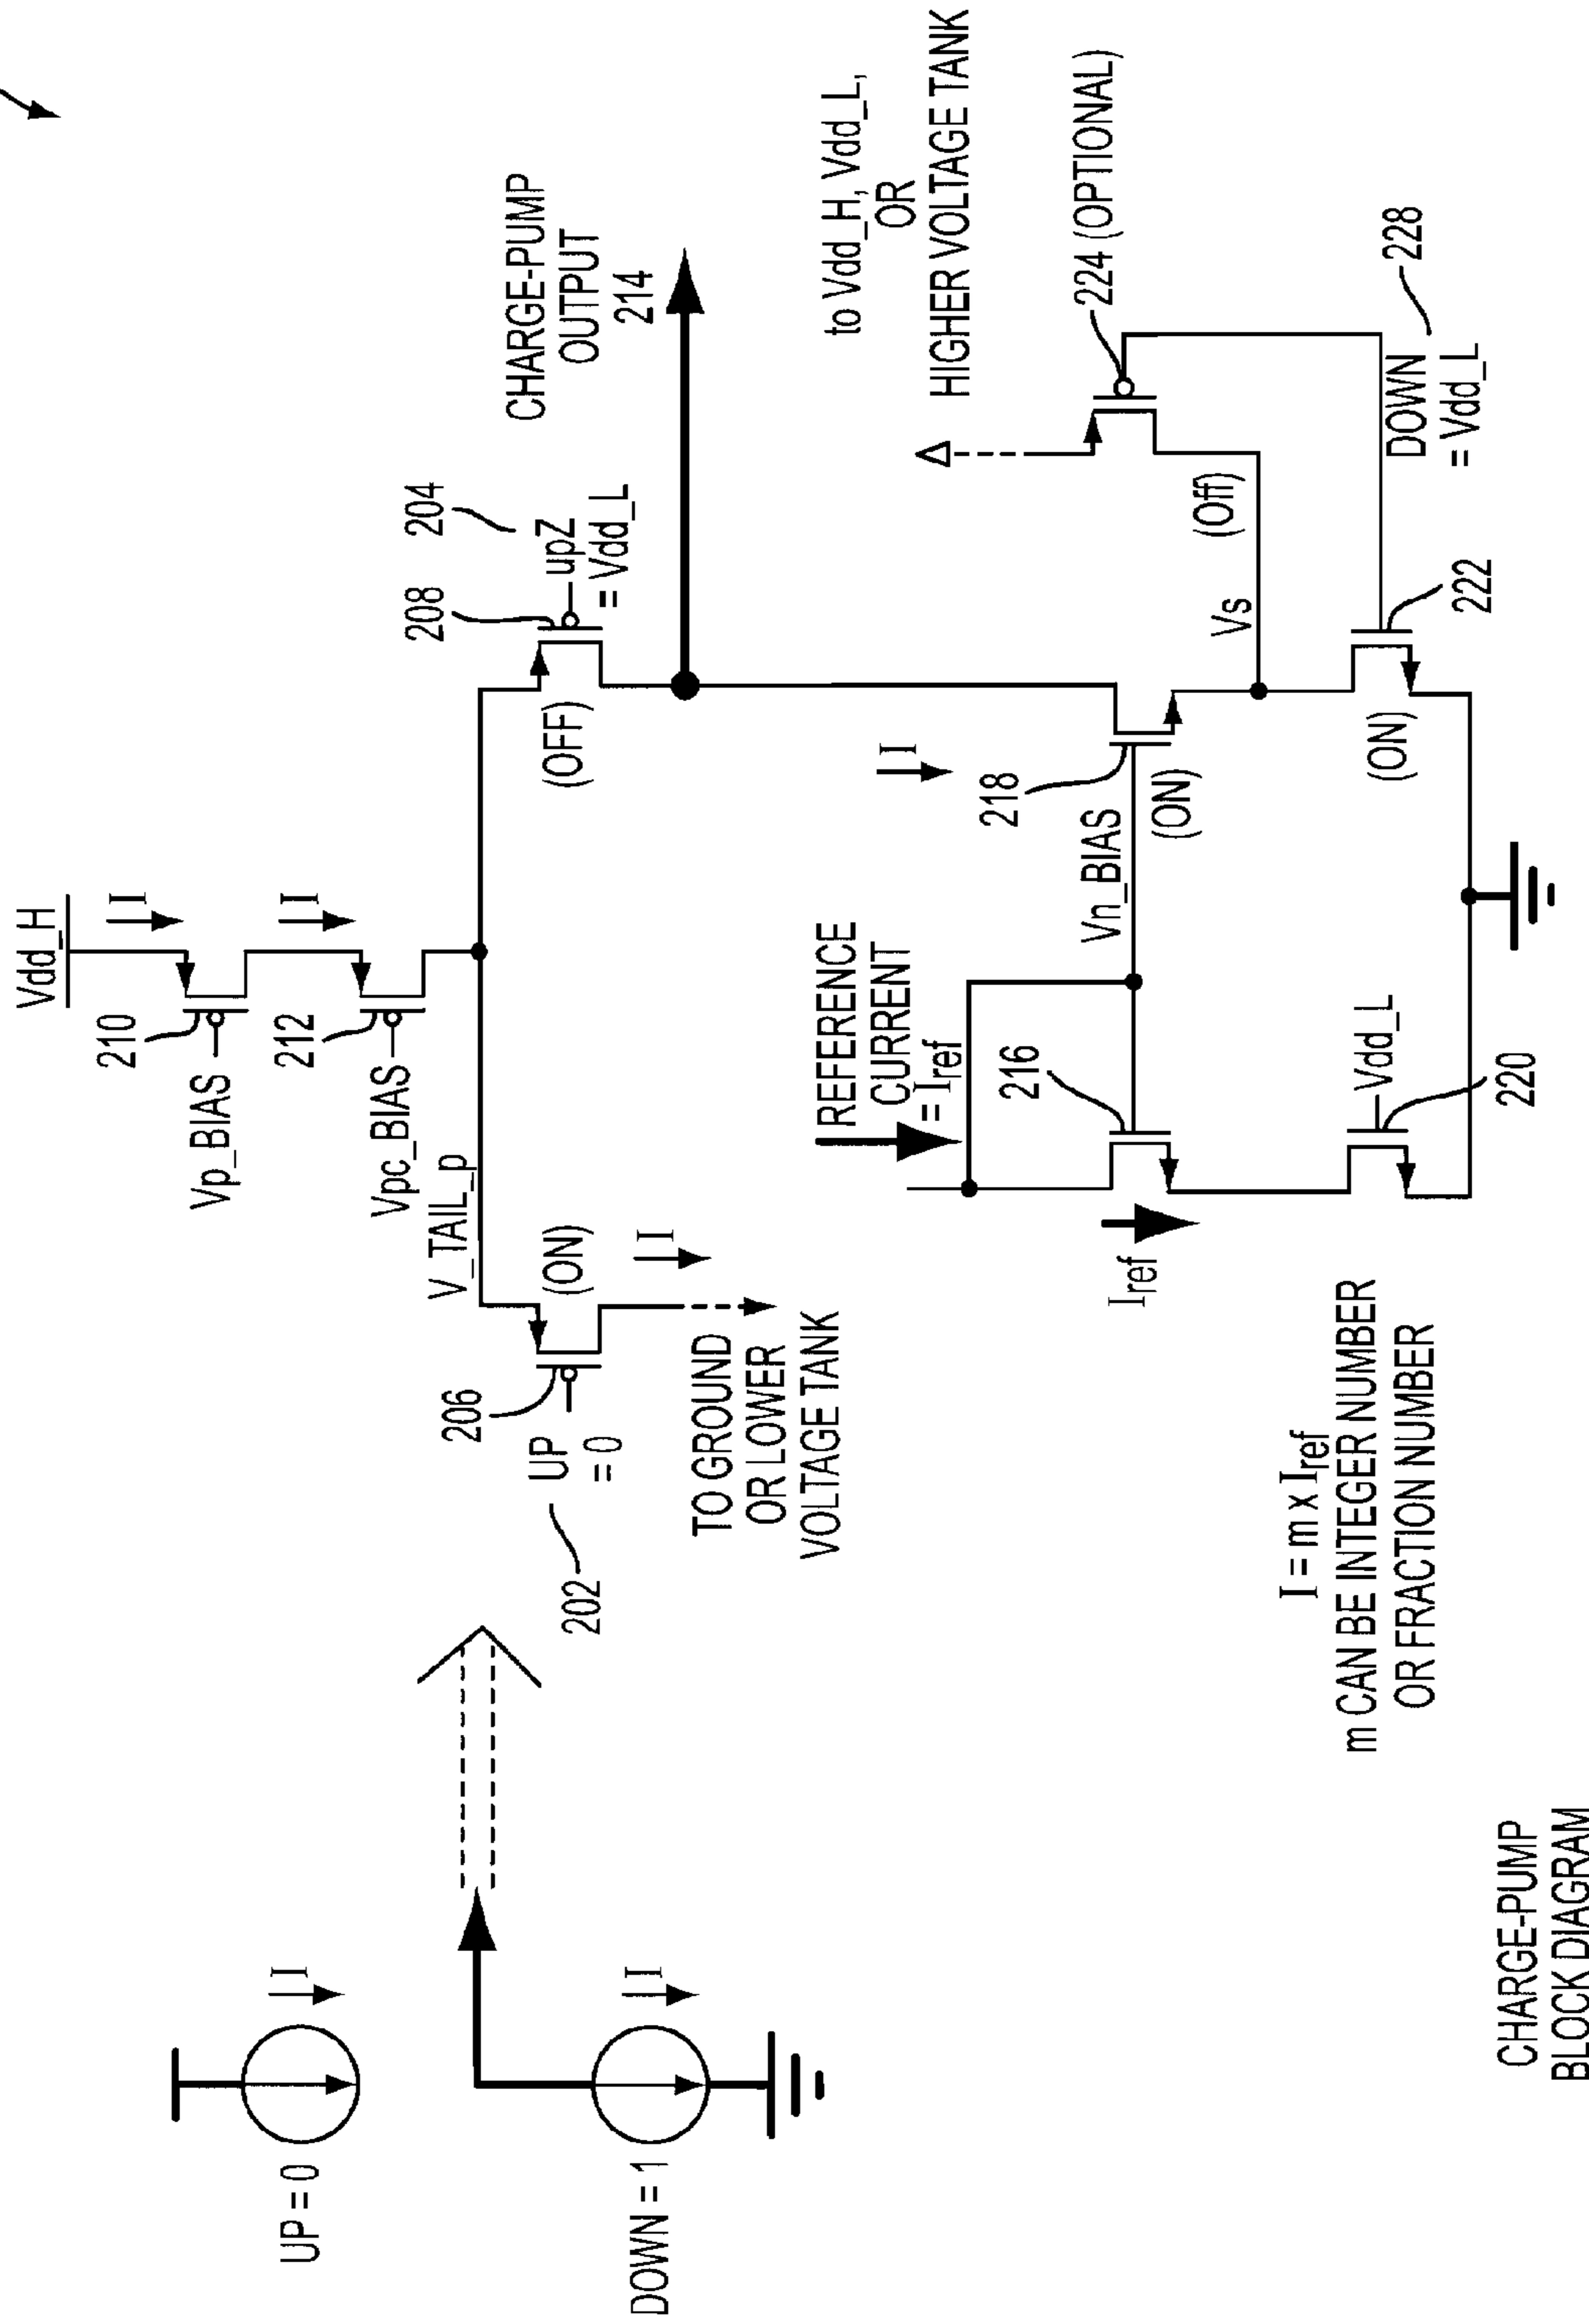 UP = 0
I
DOWN = 1
I
CHARGE-PUMP
BLOCK DIAGRAM
Vdd_H
I
210
Vp_BIAS
I
212
Vpc_BIAS
V_TAIL_p
206
(ON)
UP
= 0
202
I
TO GROUND
OR LOWER
VOLTAGE TANK
208
204
upZ
= Vdd_L
(OFF)
CHARGE-PUMP
OUTPUT
214
I
REFERENCE
CURRENT
= Iref
216
Iref
Vn_BIAS
218
(ON)
Vdd_L
220
I = m x Iref
m CAN BE INTEGER NUMBER
OR FRACTION NUMBER
to Vdd_H, Vdd_L,
OR
HIGHER VOLTAGE TANK
224 (OPTIONAL)
(Off)
Vs
DOWN
= Vdd_L
228
(ON)
222